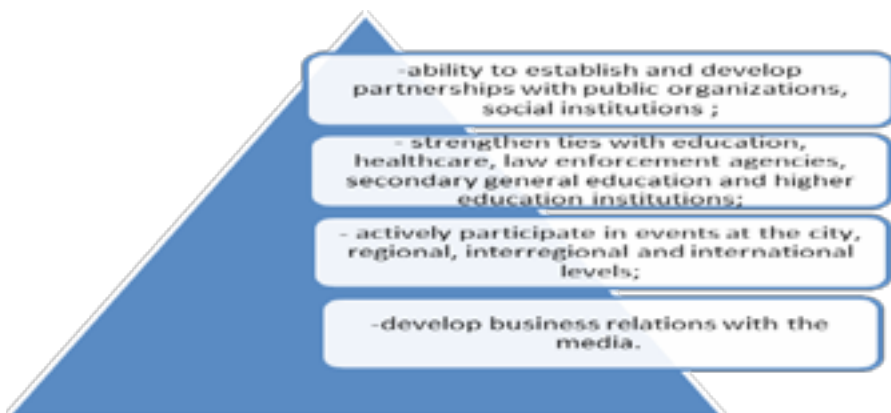 -ability to establish and develop
partnerships with public organizations,
social institutions ;
- strengthen ties with education,
healthcare, law enforcement agencies,
secondary general education and higher
education institutions;
- actively participate in events at the city,
regional, interregional and international
levels;
-develop business relations with the
media.